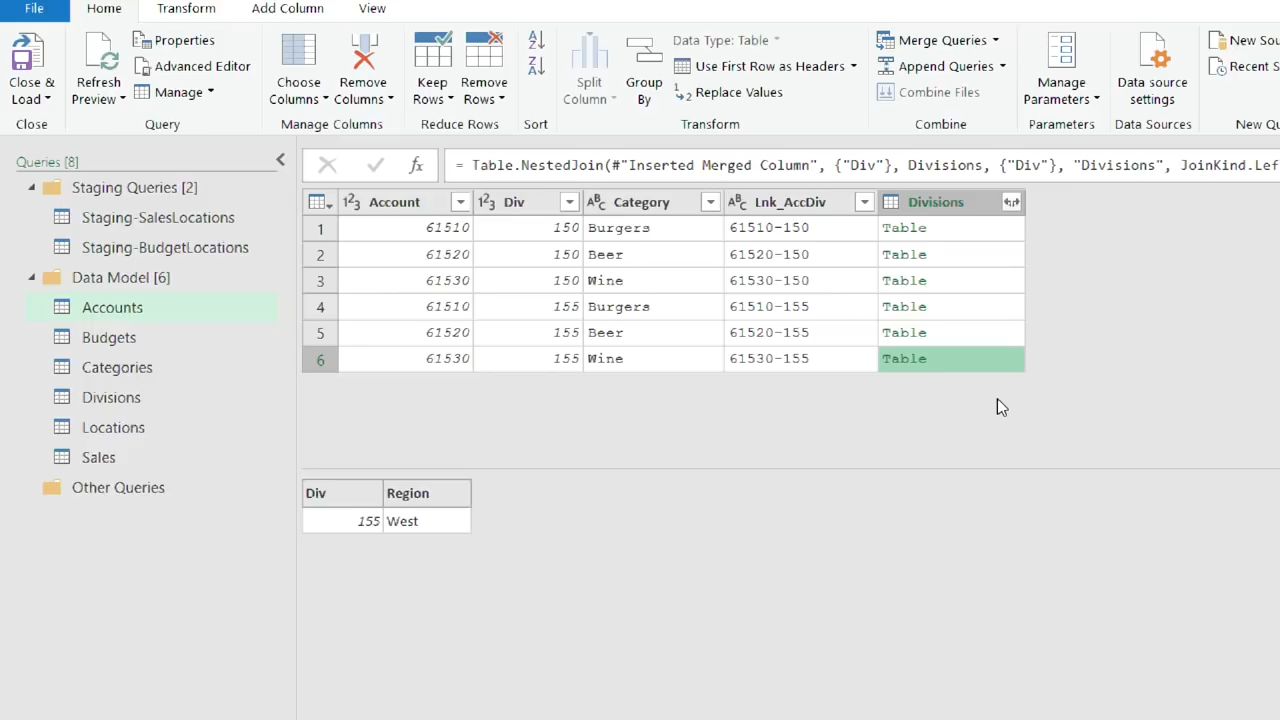 File Home Transform Add Column View
Close & Load
Close
Refresh Preview
Properties
Advanced Editor
Manage
Query
Choose Columns
Remove Columns
Manage Columns
Keep Rows
Remove Rows
Reduce Rows
A Z
Z A
Sort
Split Column
Group By
Data Type: Table
Use First Row as Headers
1 2 Replace Values
Transform
Merge Queries
Append Queries
Combine Files
Combine
Manage Parameters
Parameters
Data source settings
Data Sources
New Sou
Recent S
New Qu
Queries [8]
Staging Queries [2]
Staging-SalesLocations
Staging-BudgetLocations
Data Model [6]
Accounts
Budgets
Categories
Divisions
Locations
Sales
Other Queries
fx = Table.NestedJoin(#"Inserted Merged Column", {"Div"}, Divisions, {"Div"}, "Divisions", JoinKind.Lef
123 Account 123 Div ABC Category ABC Lnk_AccDiv Divisions
1 61510 150 Burgers 61510-150 Table
2 61520 150 Beer 61520-150 Table
3 61530 150 Wine 61530-150 Table
4 61510 155 Burgers 61510-155 Table
5 61520 155 Beer 61520-155 Table
6 61530 155 Wine 61530-155 Table
Div Region
155 West